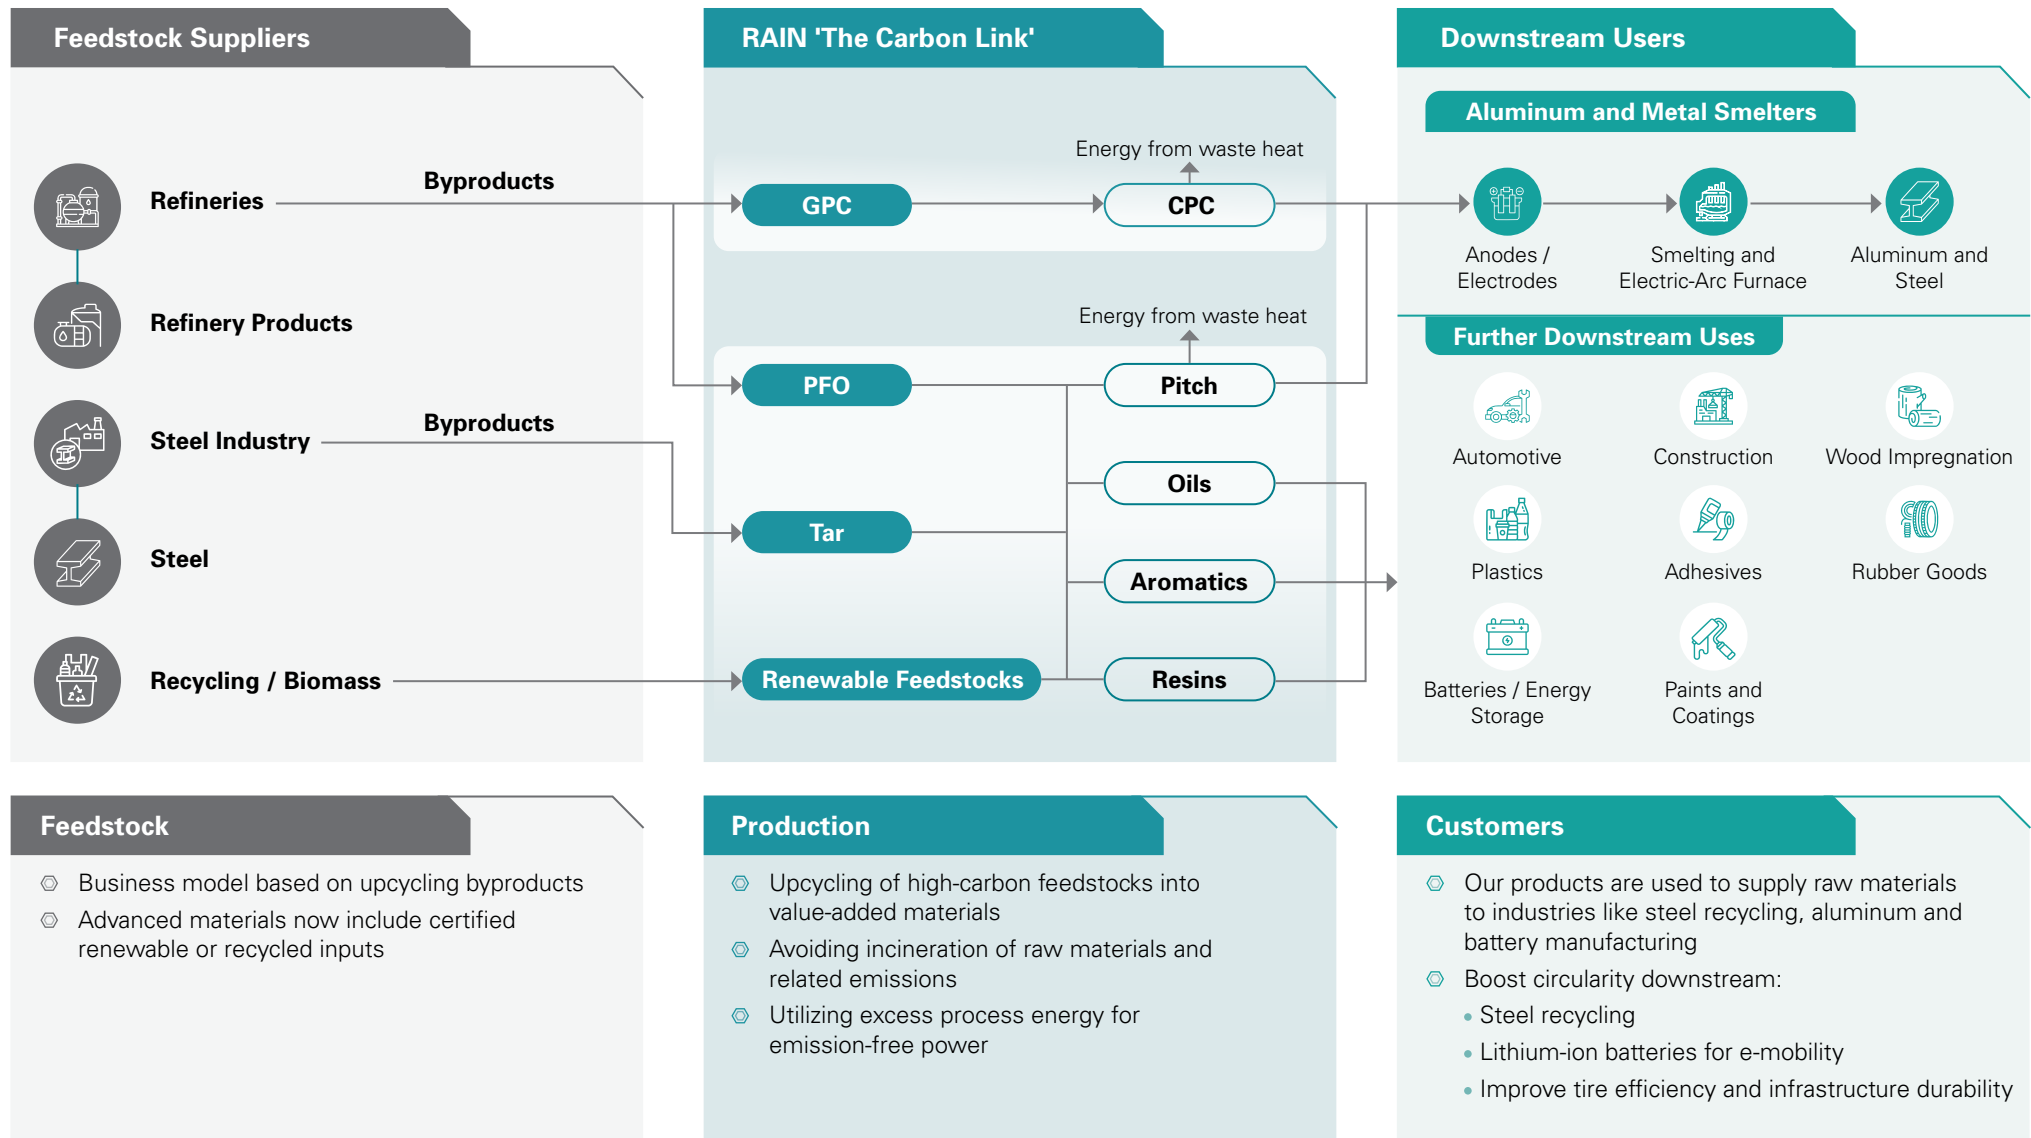 Feedstock Suppliers
Refineries
Byproducts
Refinery Products
Steel Industry
Byproducts
Steel
Recycling / Biomass
RAIN 'The Carbon Link'
Energy from waste heat
GPC
CPC
Energy from waste heat
PFO
Pitch
Oils
Tar
Aromatics
Renewable Feedstocks
Resins
Downstream Users
Aluminum and Metal Smelters
Anodes /
Electrodes
Smelting and
Electric-Arc Furnace
Aluminum and
Steel
Further Downstream Uses
Automotive
Construction
Wood Impregnation
Plastics
Adhesives
Rubber Goods
Batteries / Energy
Storage
Paints and
Coatings
Feedstock
Business model based on upcycling byproducts
Advanced materials now include certified
renewable or recycled inputs
Production
Upcycling of high-carbon feedstocks into
value-added materials
Avoiding incineration of raw materials and
related emissions
Utilizing excess process energy for
emission-free power
Customers
Our products are used to supply raw materials
to industries like steel recycling, aluminum and
battery manufacturing
Boost circularity downstream:
• Steel recycling
• Lithium-ion batteries for e-mobility
• Improve tire efficiency and infrastructure durability